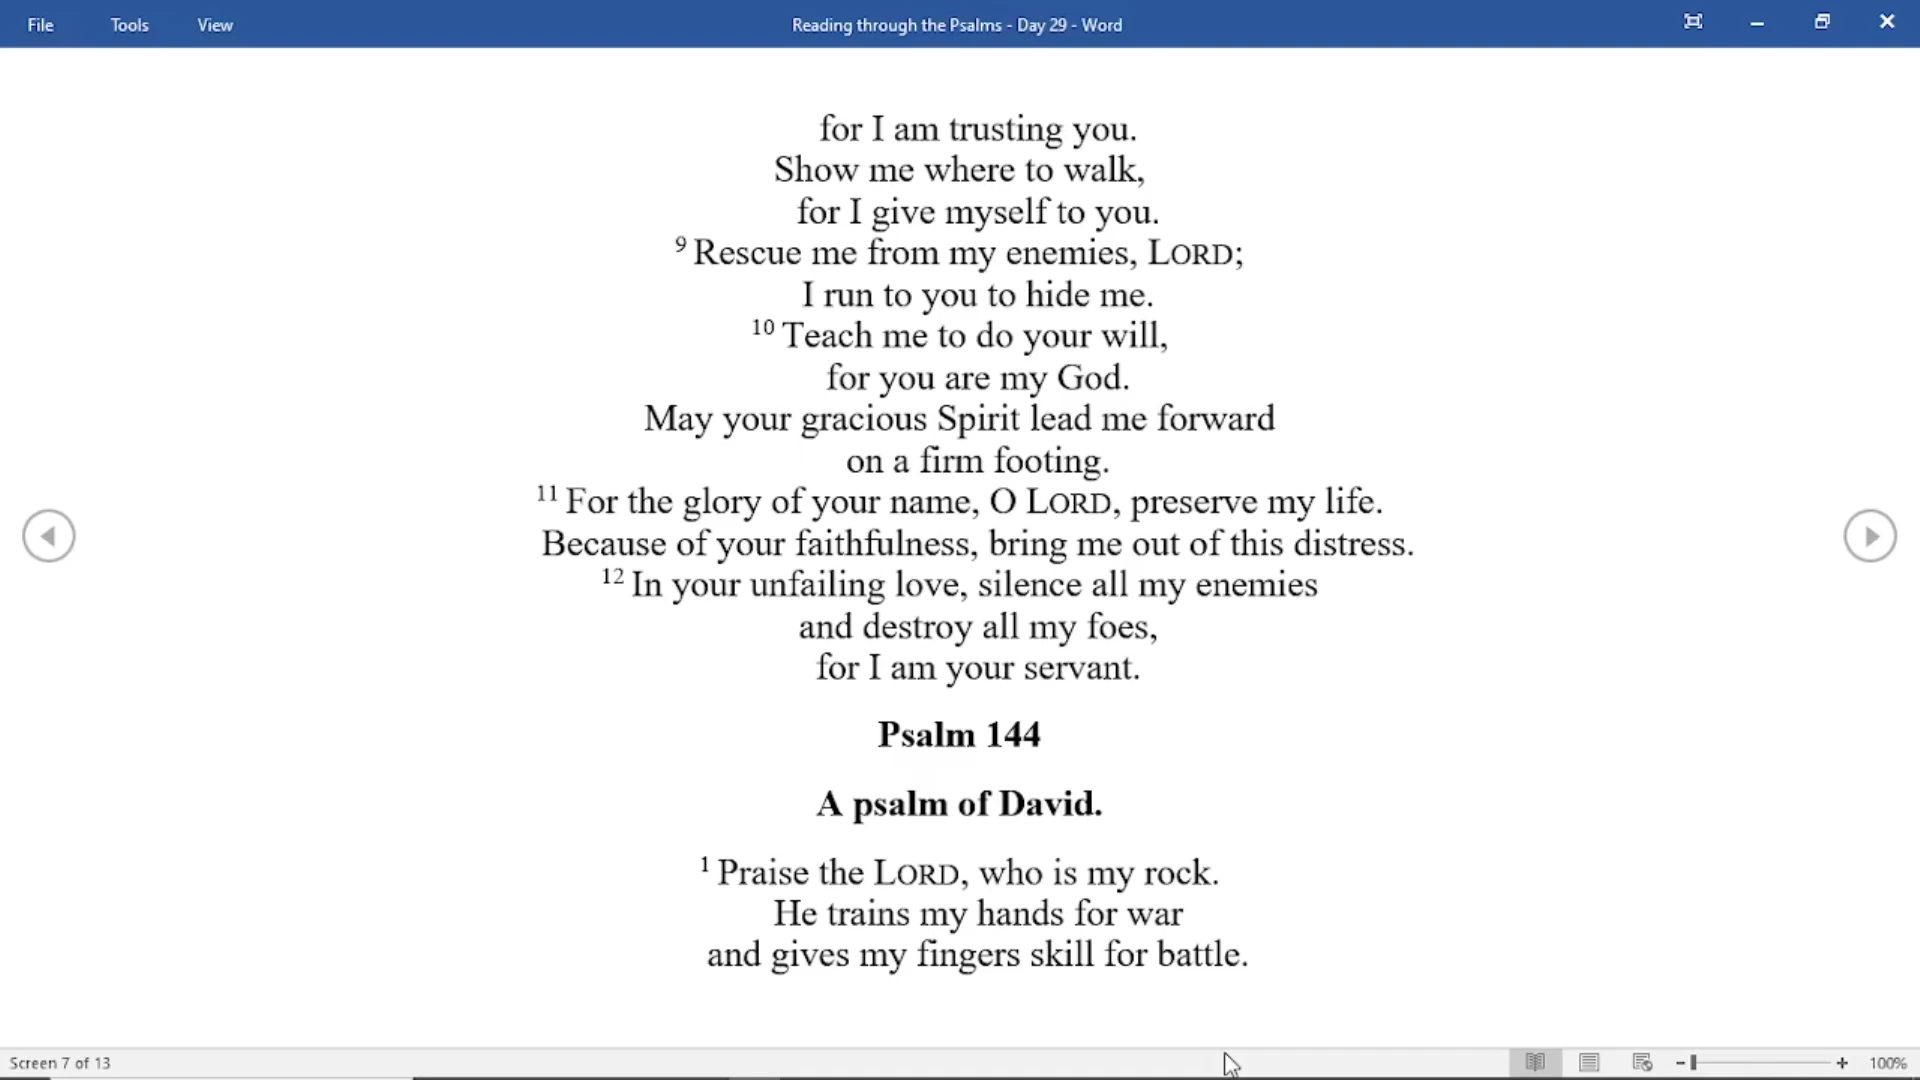 File Tools View Reading through the Psalms - Day 29 - Word
for I am trusting you.
Show me where to walk,
for I give myself to you.
9 Rescue me from my enemies, LORD;
I run to you to hide me.
10 Teach me to do your will,
for you are my God.
May your gracious Spirit lead me forward
on a firm footing.
11 For the glory of your name, O LORD, preserve my life.
Because of your faithfulness, bring me out of this distress.
12 In your unfailing love, silence all my enemies
and destroy all my foes,
for I am your servant.
Psalm 144
A psalm of David.
1 Praise the LORD, who is my rock.
He trains my hands for war
and gives my fingers skill for battle.
Screen 7 of 13 100%